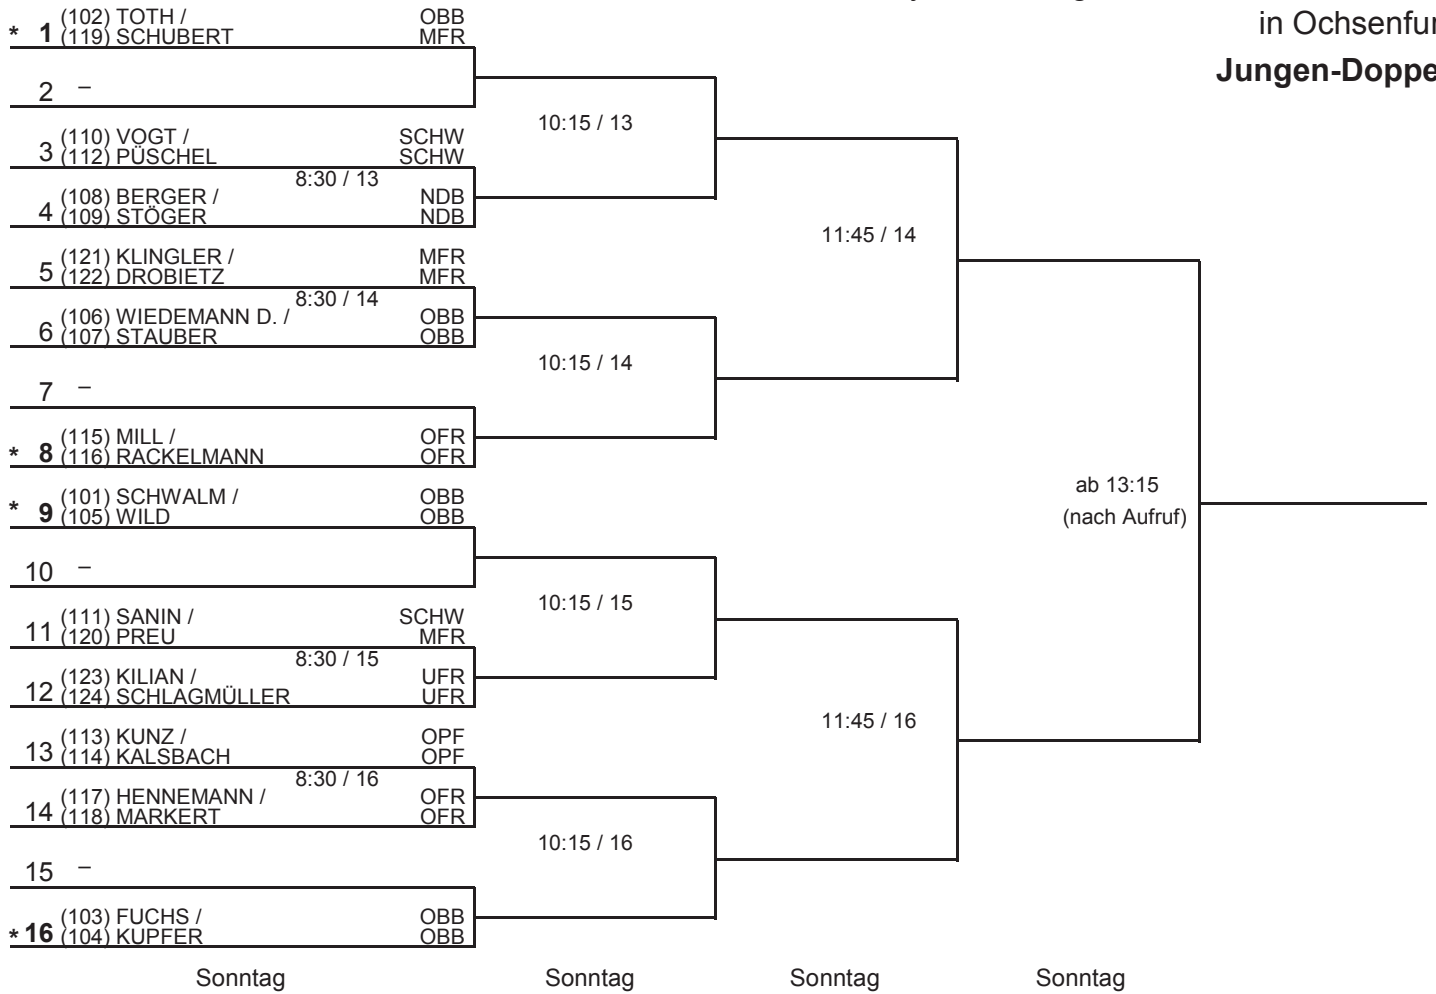 in Ochsenfur
Jungen-Doppe
* 1 (102) TOTH / OBB
(119) SCHUBERT MFR
2 –
10:15 / 13
3 (110) VOGT / SCHW
(112) PÜSCHEL SCHW
8:30 / 13
4 (108) BERGER / NDB
(109) STÖGER NDB
11:45 / 14
5 (121) KLINGLER / MFR
(122) DROBIETZ MFR
8:30 / 14
6 (106) WIEDEMANN D. / OBB
(107) STAUBER OBB
10:15 / 14
7 –
* 8 (115) MILL / OFR
(116) RACKELMANN OFR
ab 13:15
(nach Aufruf)
* 9 (101) SCHWALM / OBB
(105) WILD OBB
10 –
10:15 / 15
11 (111) SANIN / SCHW
(120) PREU MFR
8:30 / 15
12 (123) KILIAN / UFR
(124) SCHLAGMÜLLER UFR
11:45 / 16
13 (113) KUNZ / OPF
(114) KALSBACH OPF
8:30 / 16
14 (117) HENNEMANN / OFR
(118) MARKERT OFR
10:15 / 16
15 –
* 16 (103) FUCHS / OBB
(104) KUPFER OBB
Sonntag Sonntag Sonntag Sonntag